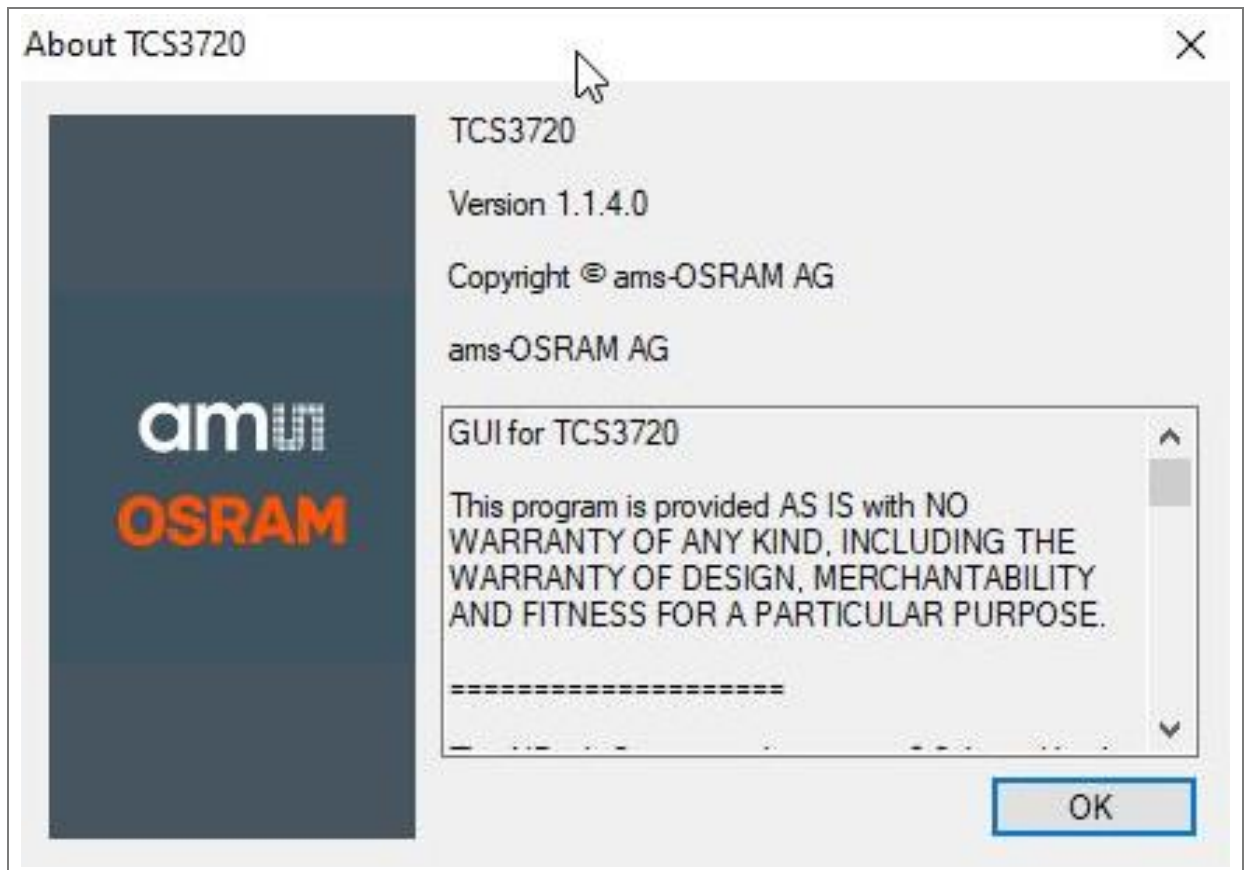 About TCS3720
TCS3720
Version 1.1.4.0
Copyright © ams-OSRAM AG
ams-OSRAM AG
amu
OSRAM
GUI for TCS3720
This program is provided AS IS with NO
WARRANTY OF ANY KIND, INCLUDING THE
WARRANTY OF DESIGN, MERCHANTABILITY
AND FITNESS FOR A PARTICULAR PURPOSE.
====================
OK